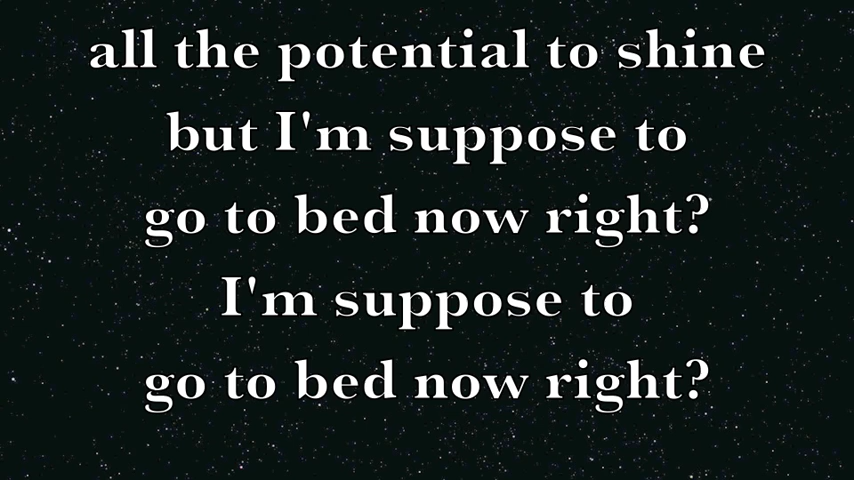 all the potential to shine
but I'm suppose to
go to bed now right?
I'm suppose to
go to bed now right?